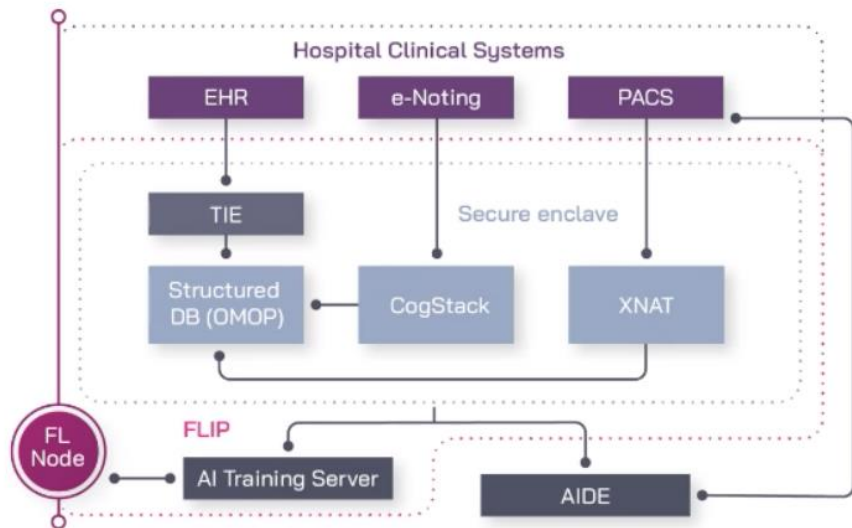 Hospital Clinical Systems
EHR
e-Noting
PACS
TIE
Secure enclave
Structured
DB (OMOP)
CogStack
XNAT
FLIP
FL
Node
AI Training Server
AIDE